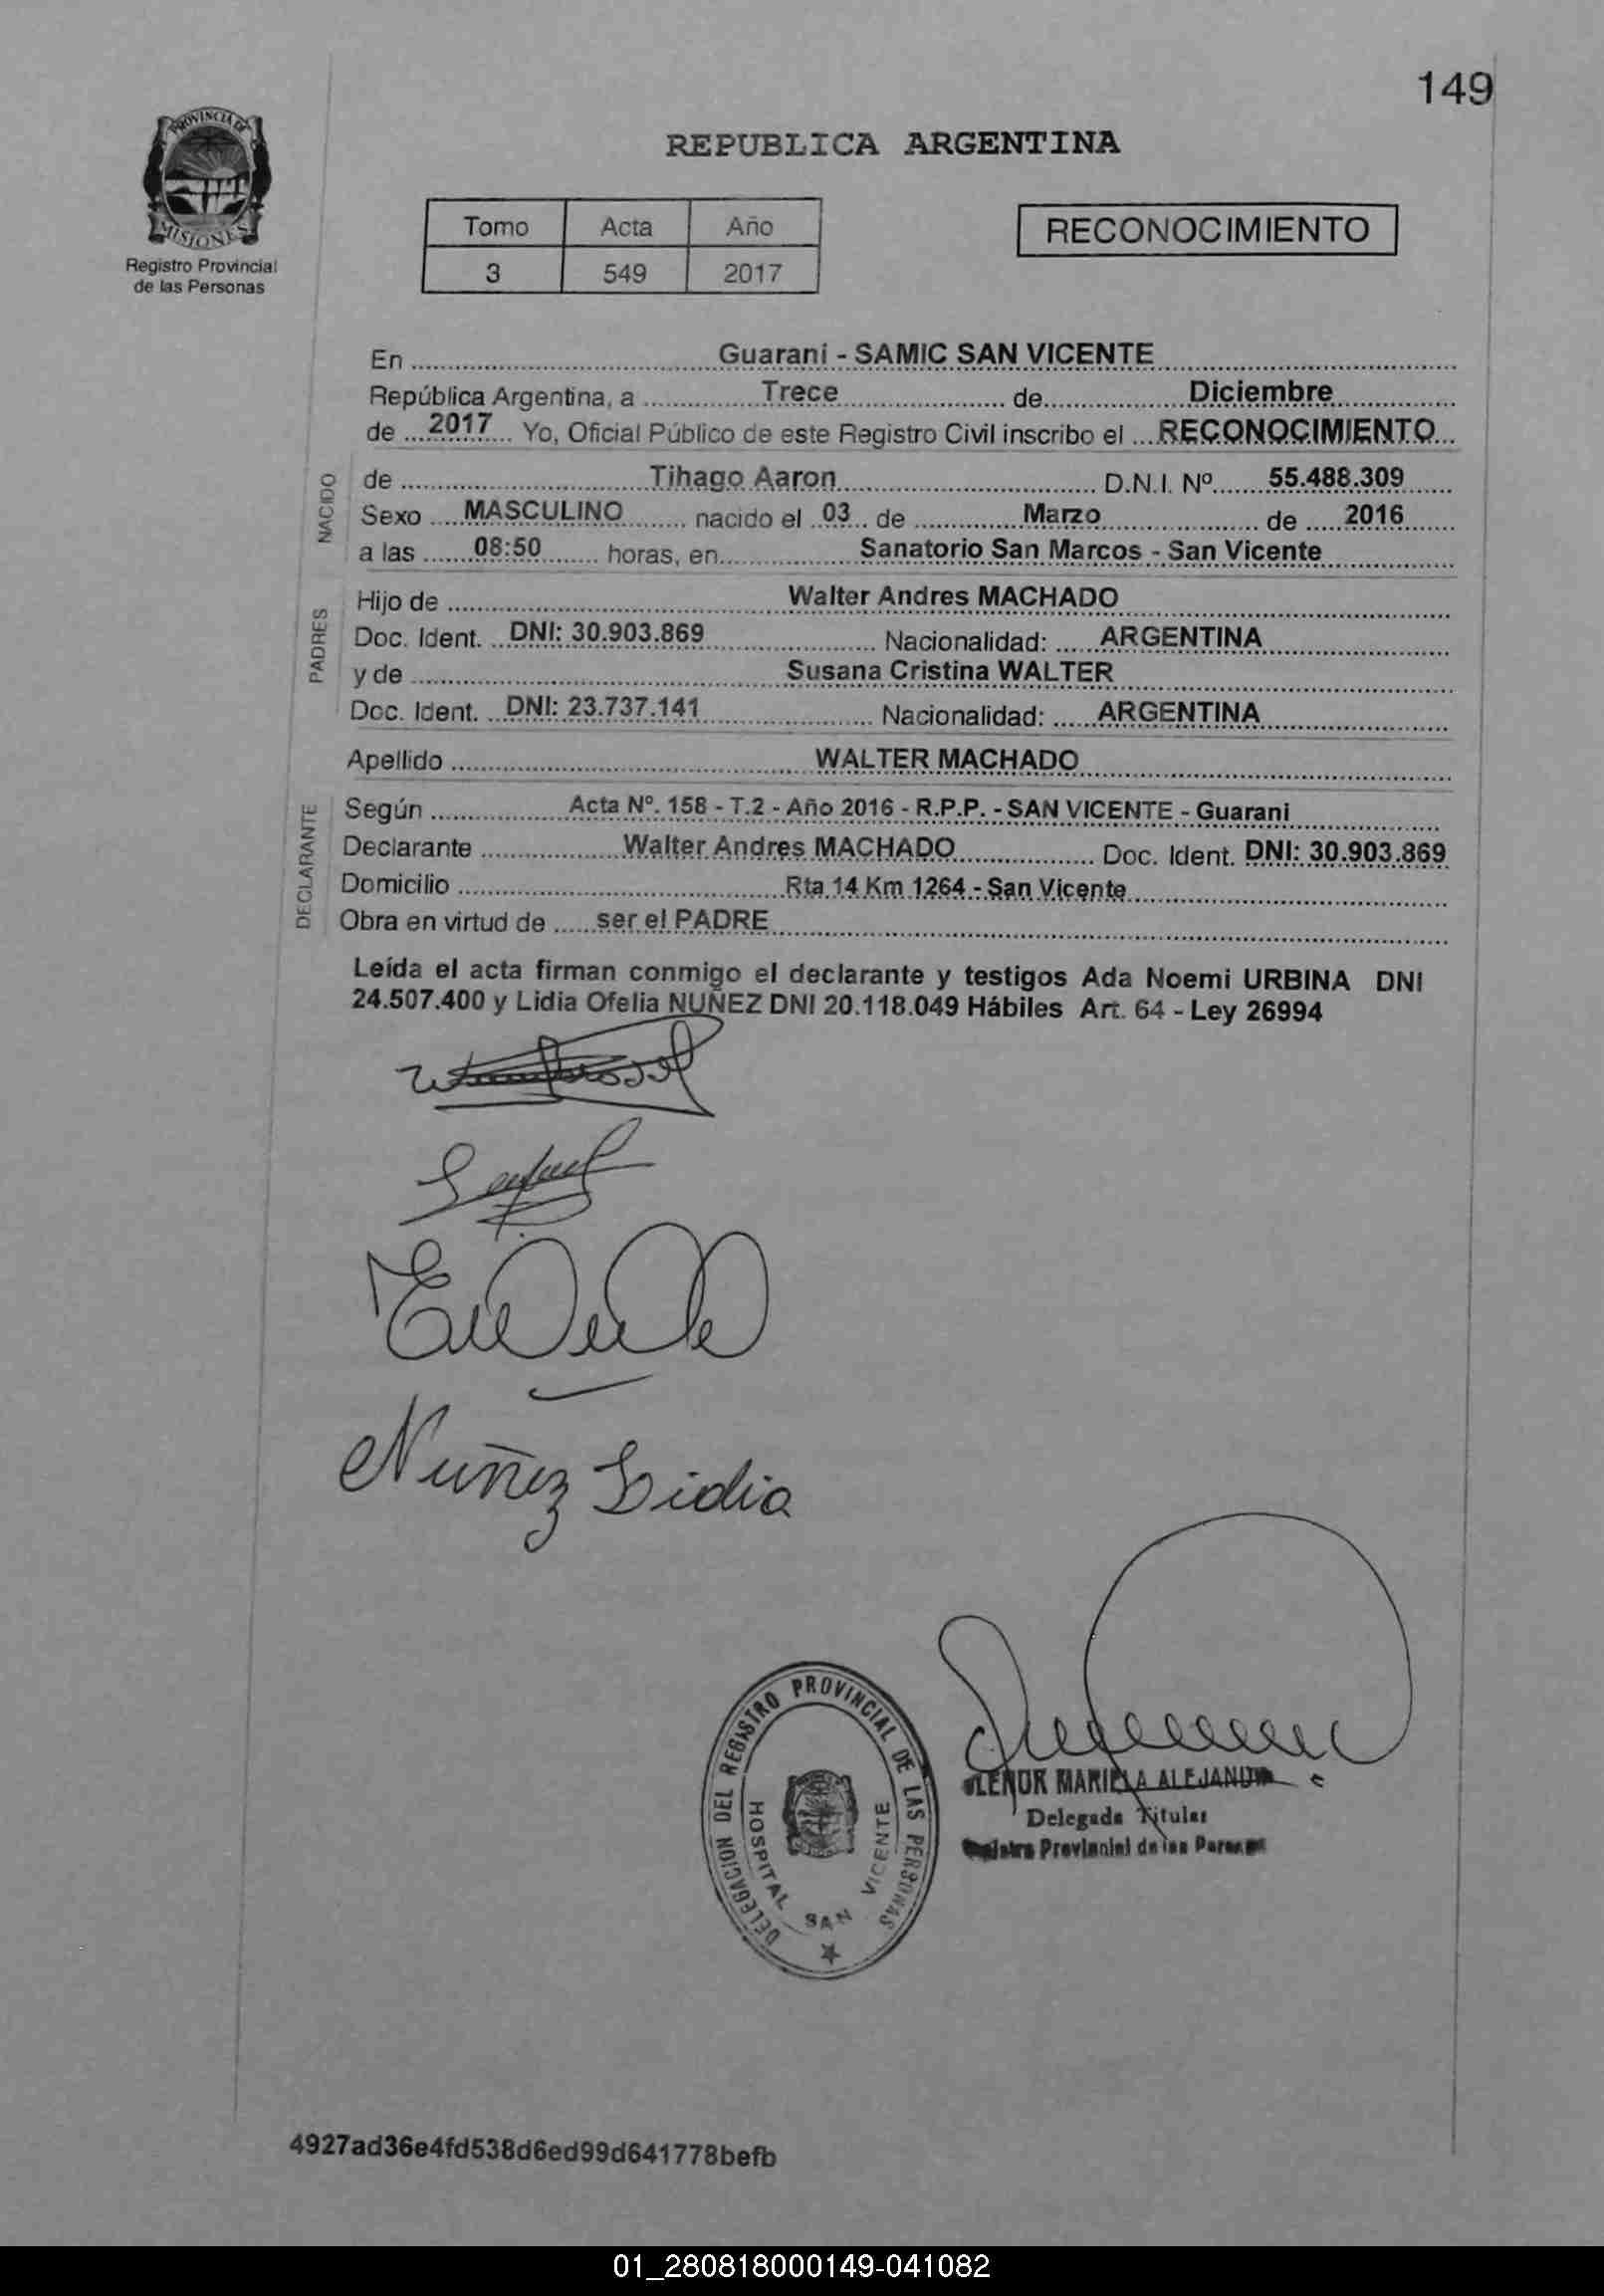 149
PROVINCIA DE
MISIONES
Registro Provincial
de las Personas
REPUBLICA ARGENTINA
Tomo Acta Año
3 549 2017
RECONOCIMIENTO
En Guarani - SAMIC SAN VICENTE
República Argentina, a Trece de Diciembre
de 2017 Yo, Oficial Público de este Registro Civil inscribo el RECONOCIMIENTO
NACIDO
de Tihago Aaron D.N.I. Nº 55.488.309
Sexo MASCULINO nacido el 03 de Marzo de 2016
a las 08:50 horas, en Sanatorio San Marcos - San Vicente
PADRES
Hijo de Walter Andres MACHADO
Doc. Ident. DNI: 30.903.869 Nacionalidad: ARGENTINA
y de Susana Cristina WALTER
Doc. Ident. DNI: 23.737.141 Nacionalidad: ARGENTINA
Apellido WALTER MACHADO
DECLARANTE
Según Acta Nº. 158 - T.2 - Año 2016 - R.P.P. - SAN VICENTE - Guarani
Declarante Walter Andres MACHADO Doc. Ident. DNI: 30.903.869
Domicilio Rta 14 Km 1264 - San Vicente
Obra en virtud de ser el PADRE
Leída el acta firman conmigo el declarante y testigos Ada Noemi URBINA DNI
24.507.400 y Lidia Ofelia NUÑEZ DNI 20.118.049 Hábiles Art. 64 - Ley 26994
Nuñez Lidia
DELEGACION DEL REGISTRO PROVINCIAL DE LAS PERSONAS
HOSPITAL SAN VICENTE
MARIELA ALEJANDRA
Delegada Titular
Registro Provincial de las Personas
4927ad36e4fd538d6ed99d641778befb
01_280818000149-041082